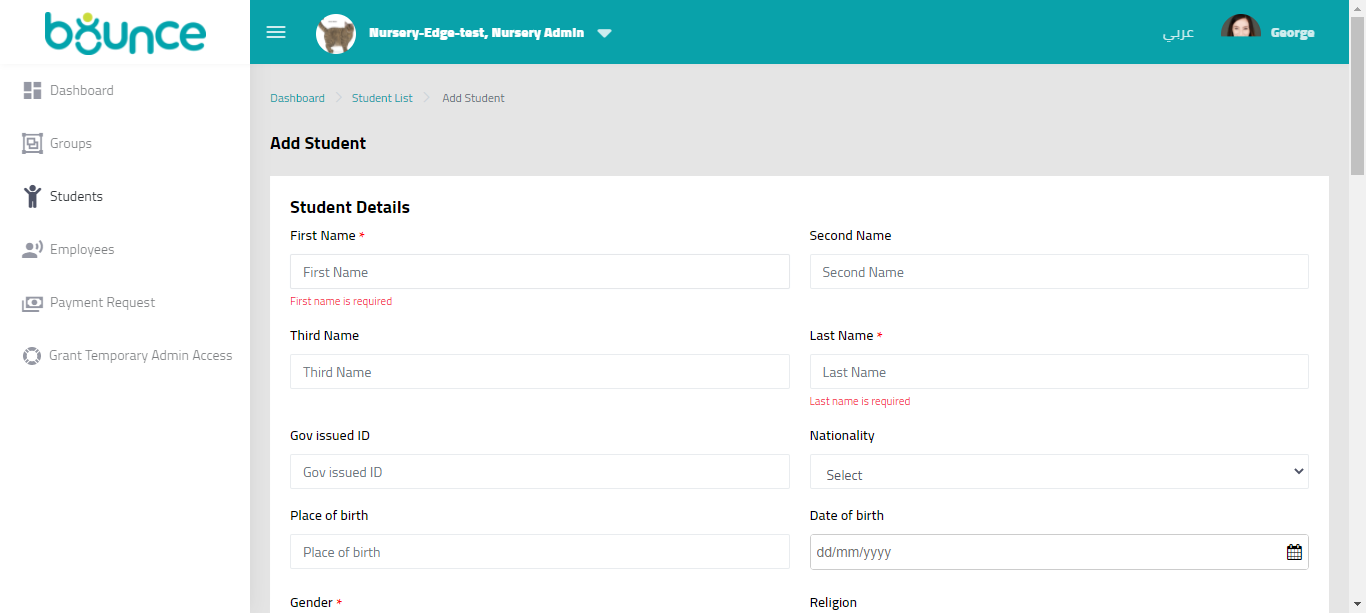 bounce
Nursery-Edge-test, Nursery Admin
عربي
George
Dashboard
Groups
Students
Employees
Payment Request
Grant Temporary Admin Access
Dashboard > Student List > Add Student
Add Student
Student Details
First Name *
Second Name
First Name
Second Name
First name is required
Third Name
Last Name *
Third Name
Last Name
Last name is required
Gov issued ID
Nationality
Gov issued ID
Select
Place of birth
Date of birth
Place of birth
dd/mm/yyyy
Gender *
Religion